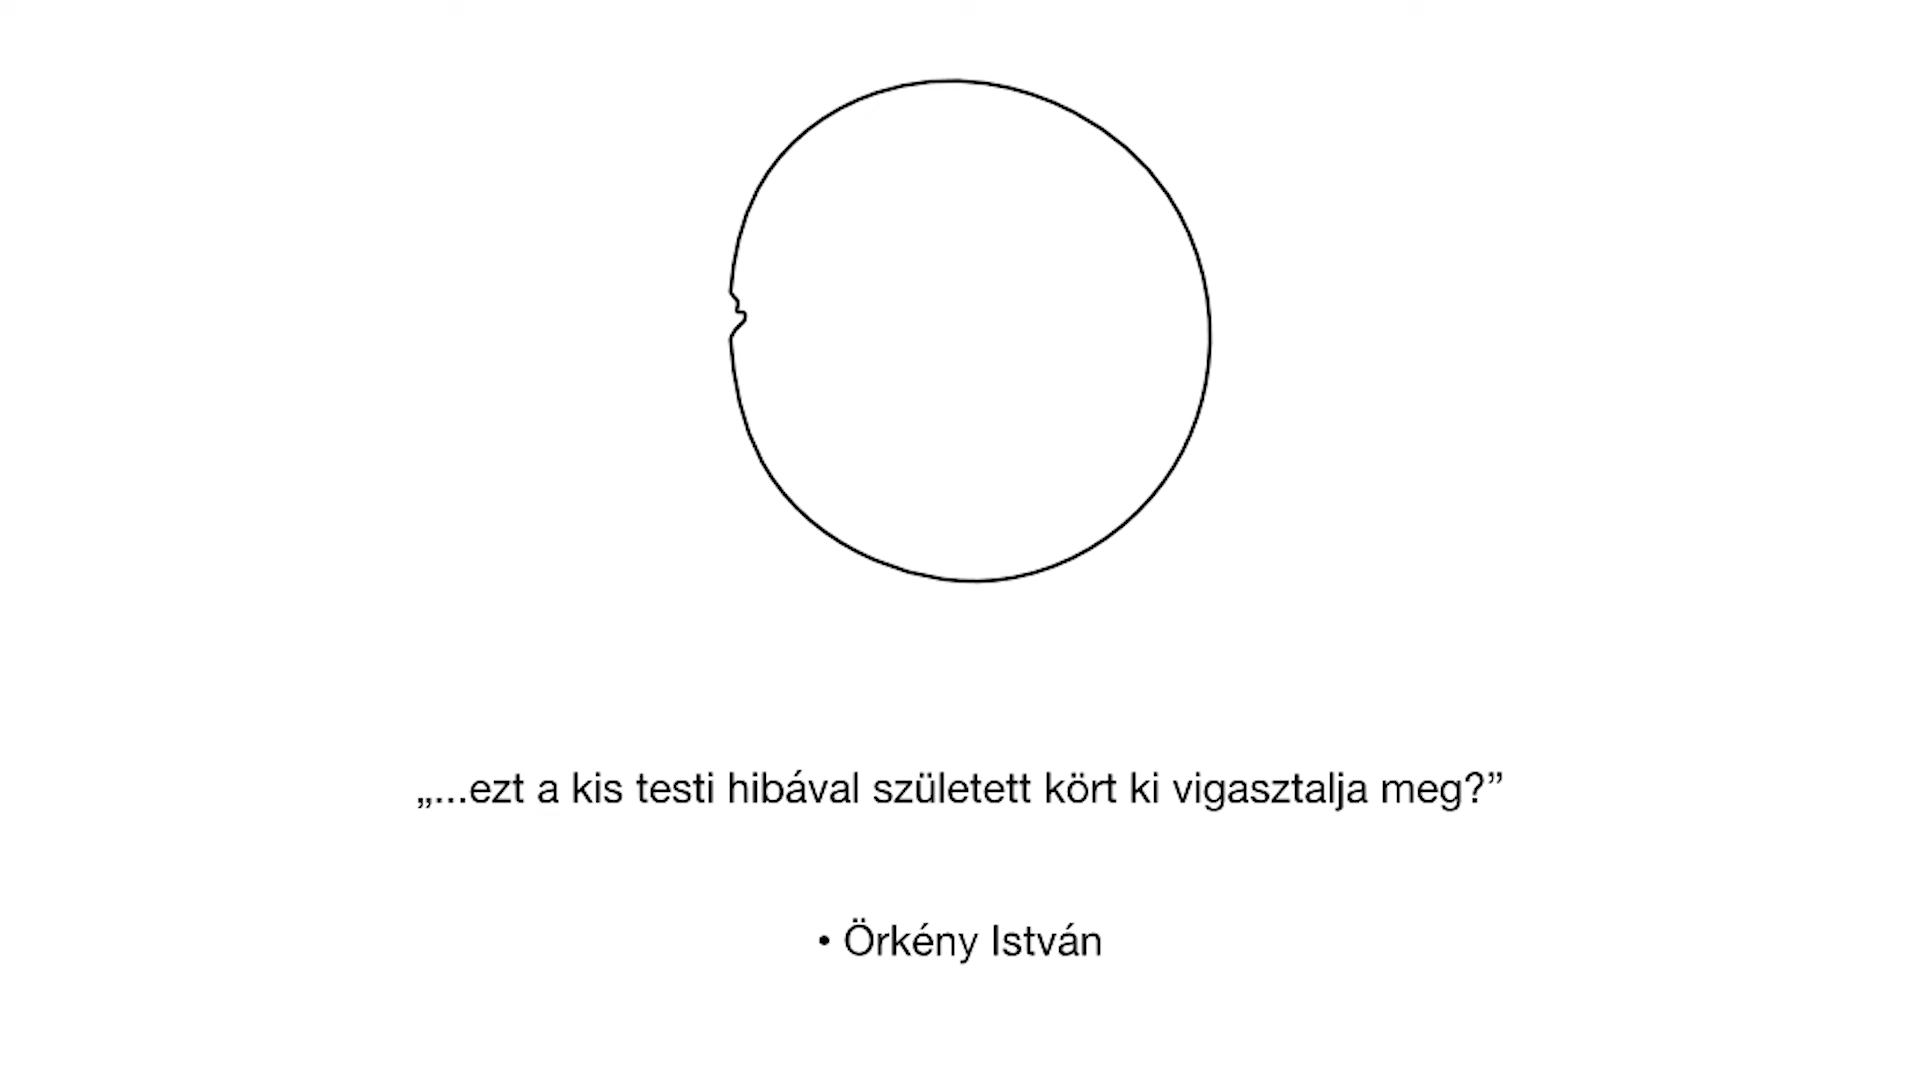 „...ezt a kis testi hibával született kört ki vigasztalja meg?”
• Örkény István